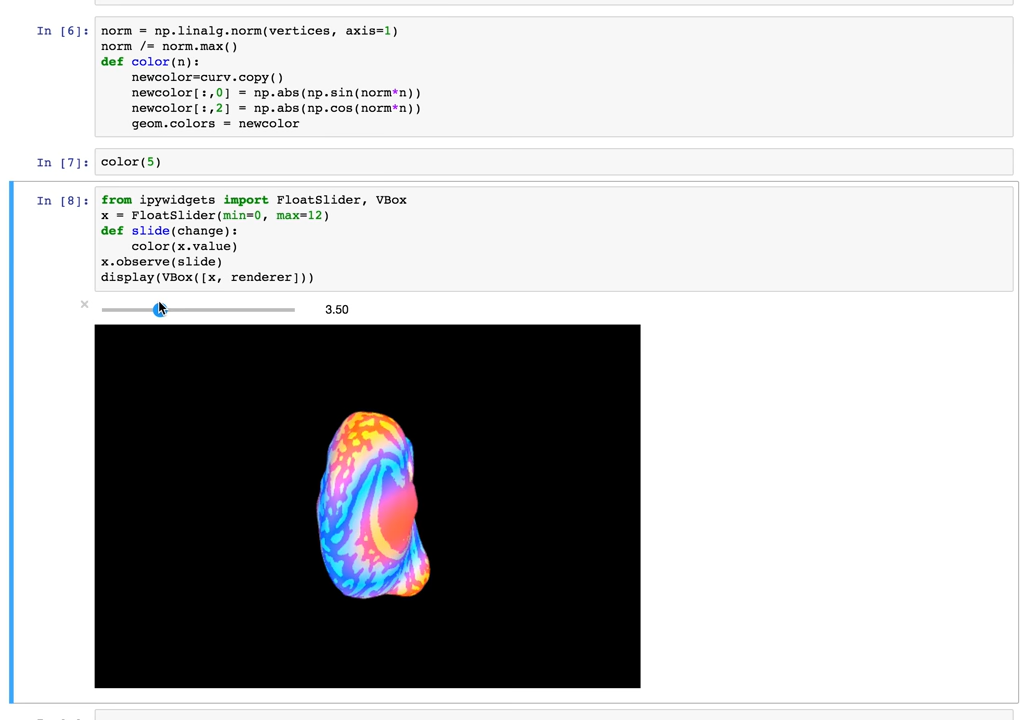 In [6]: norm = np.linalg.norm(vertices, axis=1)
norm /= norm.max()
def color(n):
    newcolor=curv.copy()
    newcolor[:,0] = np.abs(np.sin(norm*n))
    newcolor[:,2] = np.abs(np.cos(norm*n))
    geom.colors = newcolor
In [7]: color(5)
In [8]: from ipywidgets import FloatSlider, VBox
x = FloatSlider(min=0, max=12)
def slide(change):
    color(x.value)
x.observe(slide)
display(VBox([x, renderer]))
3.50